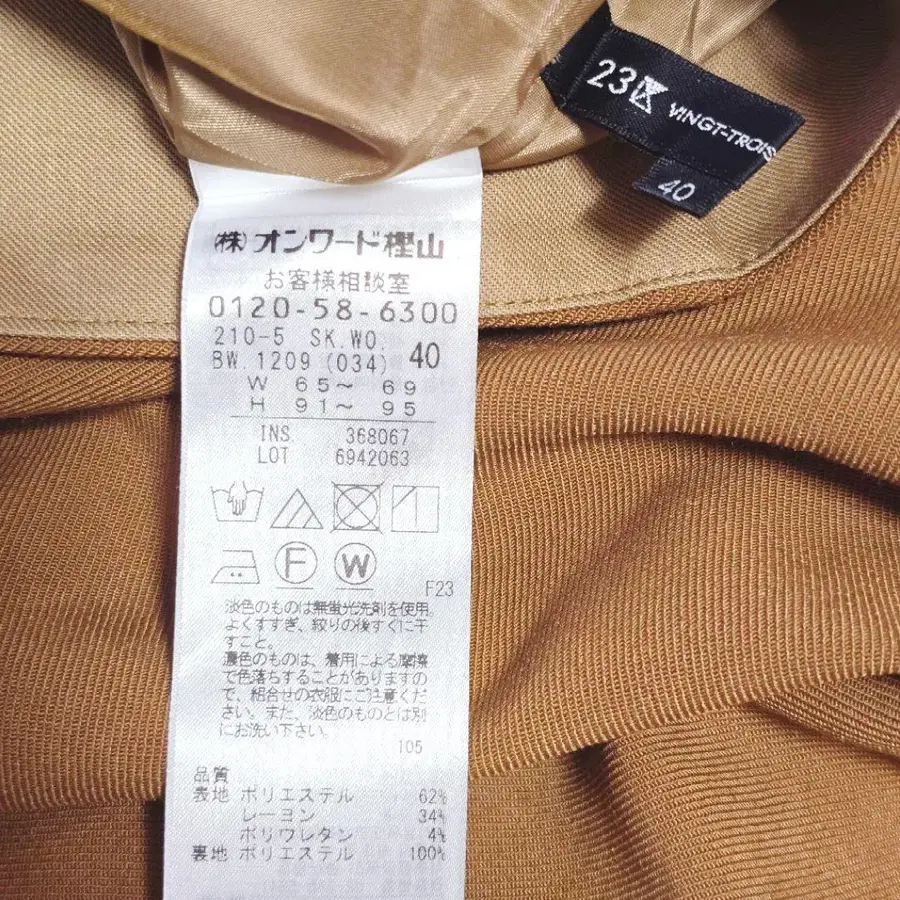 23区
VINGT-TROIS
40
(株)オンワード樫山
お客様相談室
0120-58-6300
210-5 SK.WO.
BW.1209 (034) 40
W 65〜 69
H 91〜 95
INS. 368067
LOT 6942063
F
W
F23
淡色のものは無蛍光洗剤を使用。
よくすすぎ、絞りの後すぐに干
すこと。
濃色のものは、着用による摩擦
で色落ちすることがありますの
で、組合せの衣服にご注意くだ
さい。また、淡色のものとは別
にお洗い下さい。
105
品質
表地 ポリエステル 62%
レーヨン 34%
ポリウレタン 4%
裏地 ポリエステル 100%